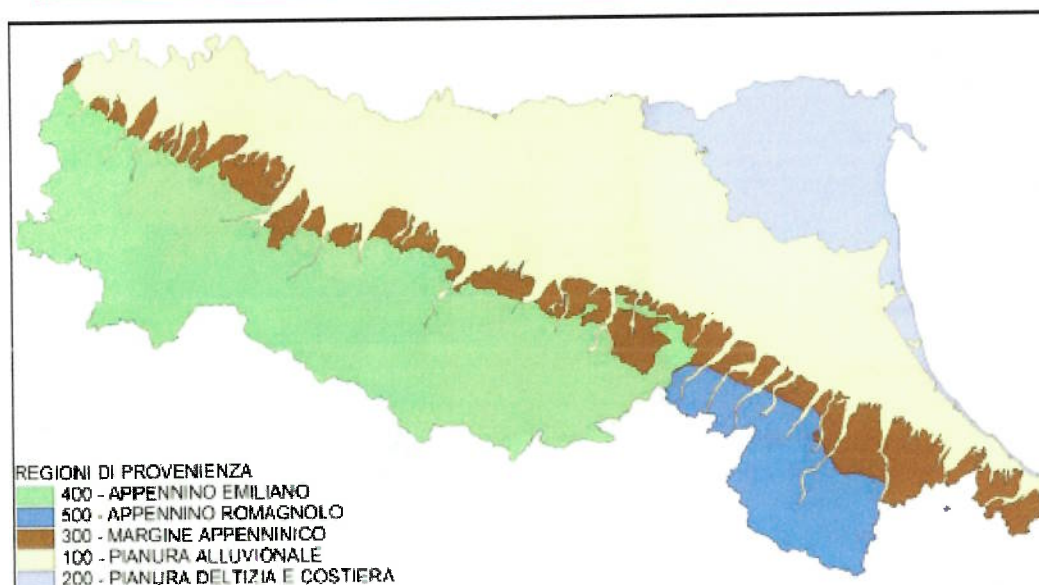 REGIONI DI PROVENIENZA
400 - APPENNINO EMILIANO
500 - APPENNINO ROMAGNOLO
300 - MARGINE APPENNINICO
100 - PIANURA ALLUVIONALE
200 - PIANURA DELTIZIA E COSTIERA